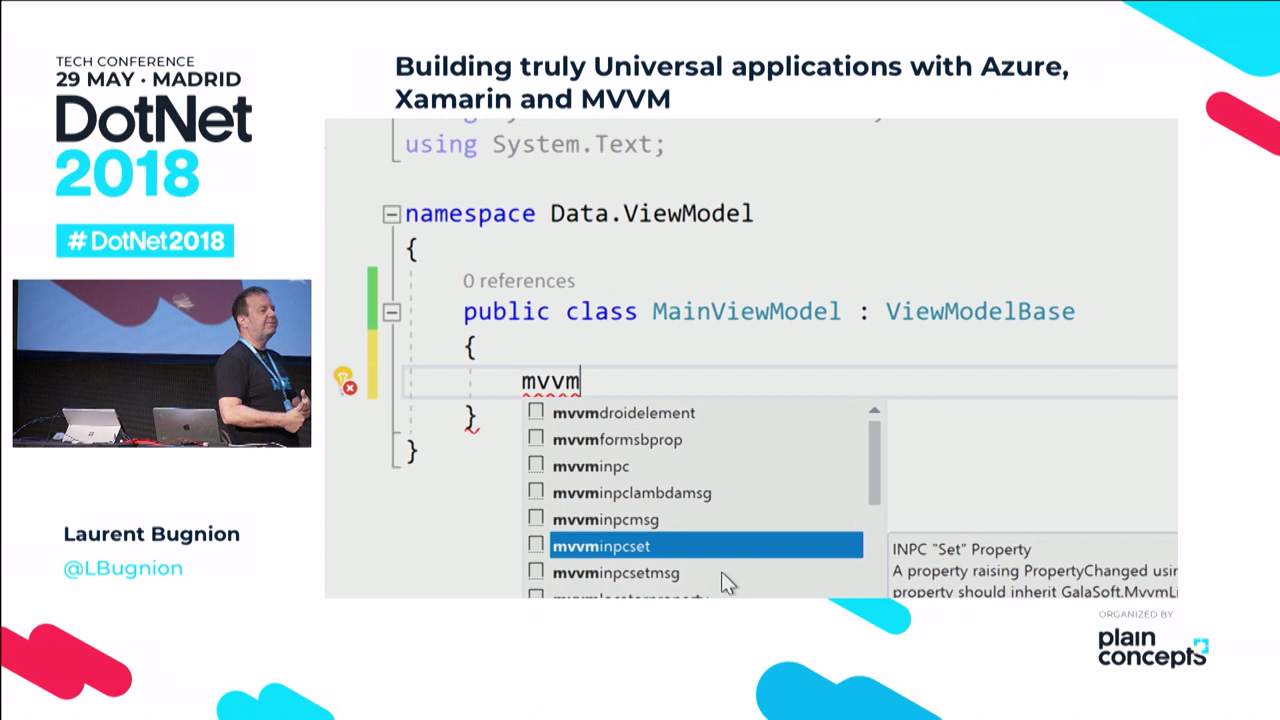 TECH CONFERENCE
29 MAY · MADRID
DotNet
2018
#DotNet2018
Building truly Universal applications with Azure,
Xamarin and MVVM
using System.Text;
namespace Data.ViewModel
{
0 references
public class MainViewModel : ViewModelBase
{
mvvm
}
}
mvvmdroidelement
mvvmformsbprop
mvvminpc
mvvminpclambdamsg
mvvminpcmsg
mvvminpcset
mvvminpcsetmsg
INPC "Set" Property
A property raising PropertyChanged usin
property should inherit GalaSoft.MvvmLi
Laurent Bugnion
@LBugnion
ORGANIZED BY
plain
concepts